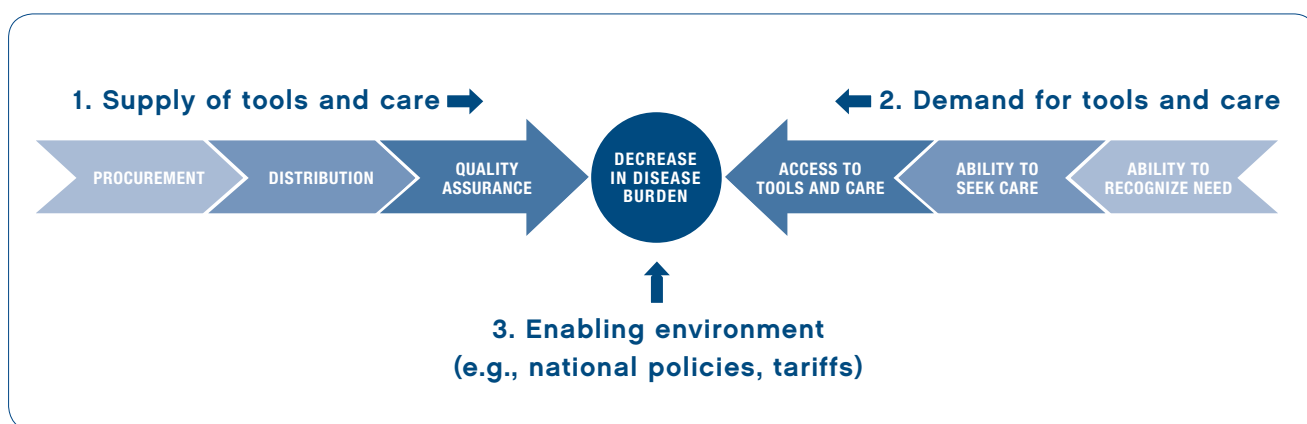 1. Supply of tools and care
2. Demand for tools and care
PROCUREMENT
DISTRIBUTION
QUALITY
ASSURANCE
DECREASE
IN DISEASE
BURDEN
ACCESS TO
TOOLS AND CARE
ABILITY TO
SEEK CARE
ABILITY TO
RECOGNIZE NEED
3. Enabling environment
(e.g., national policies, tariffs)